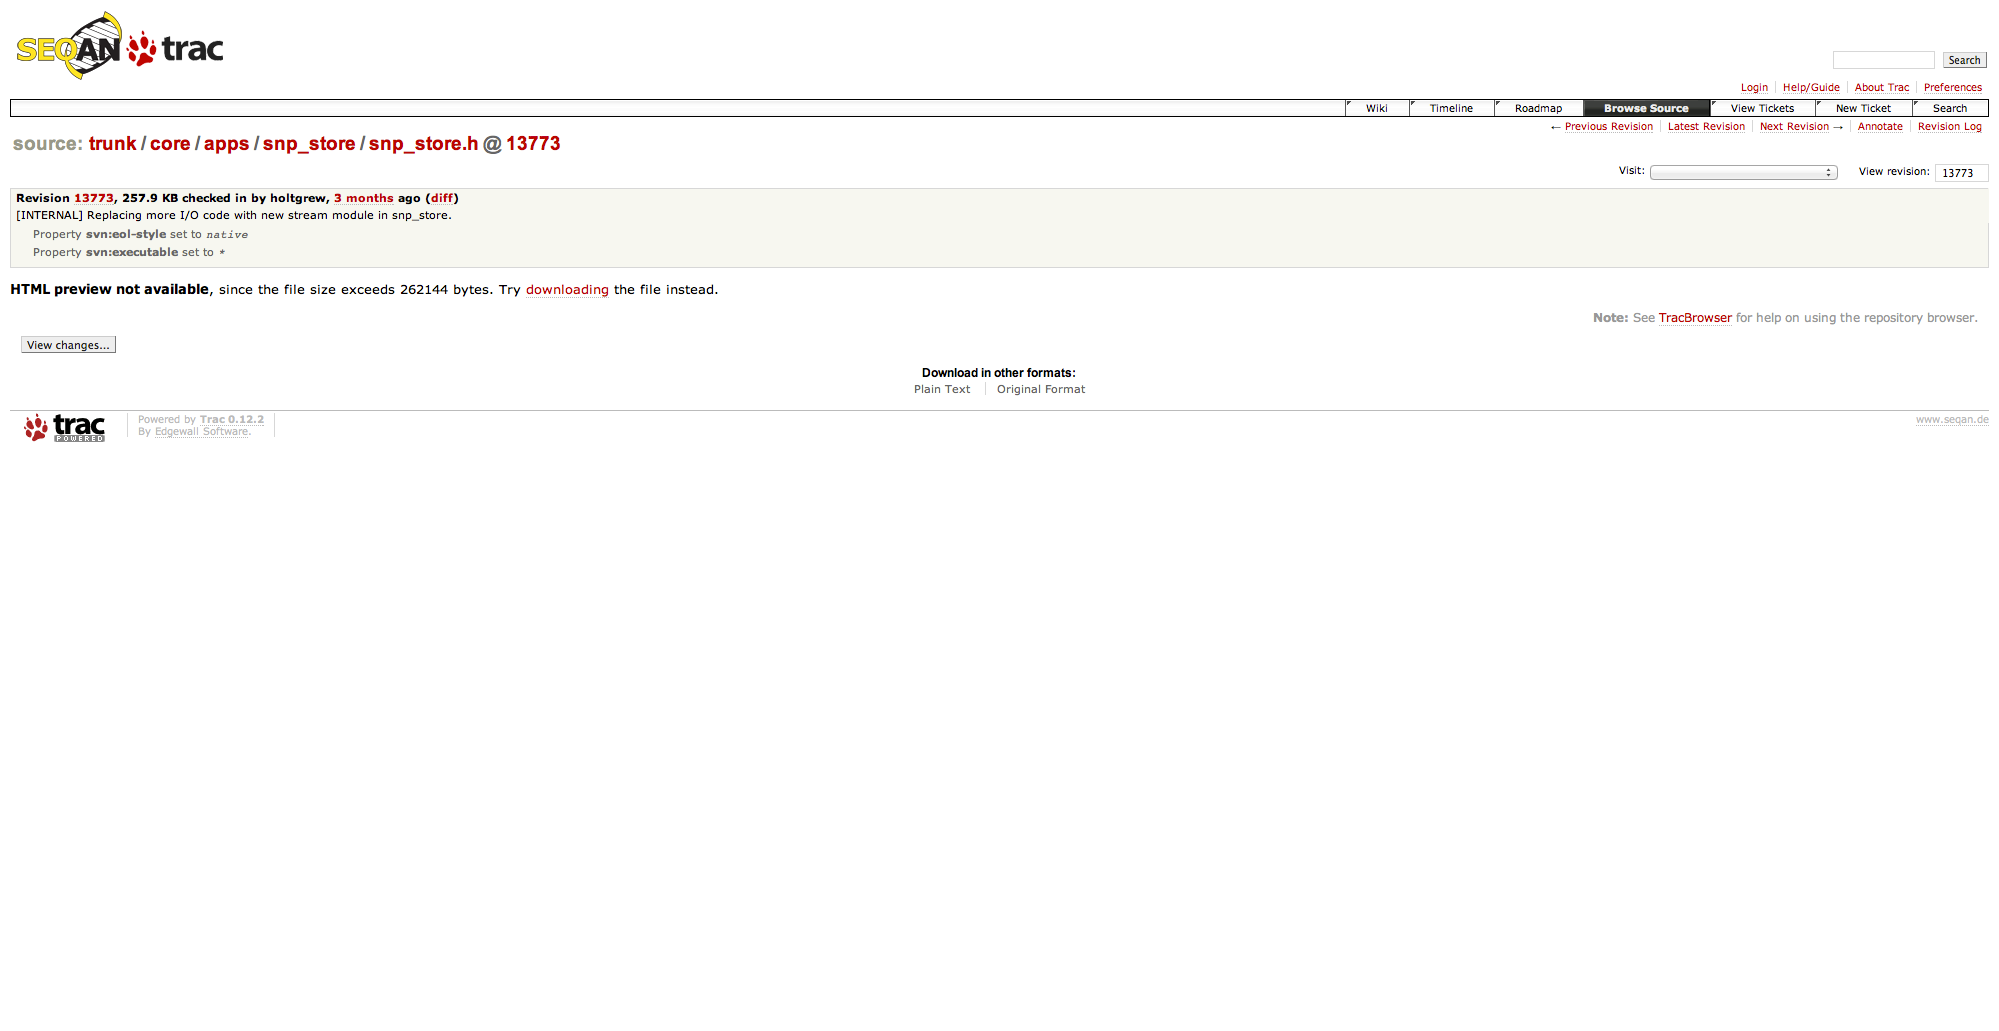 SEQAN trac
Search
Login Help/Guide About Trac Preferences
Wiki Timeline Roadmap Browse Source View Tickets New Ticket Search
← Previous Revision Latest Revision Next Revision → Annotate Revision Log
source: trunk / core / apps / snp_store / snp_store.h @ 13773
Visit: View revision: 13773
Revision 13773, 257.9 KB checked in by holtgrew, 3 months ago (diff)
[INTERNAL] Replacing more I/O code with new stream module in snp_store.
Property svn:eol-style set to native
Property svn:executable set to *
HTML preview not available, since the file size exceeds 262144 bytes. Try downloading the file instead.
Note: See TracBrowser for help on using the repository browser.
View changes...
Download in other formats:
Plain Text Original Format
trac POWERED
Powered by Trac 0.12.2
By Edgewall Software.
www.seqan.de